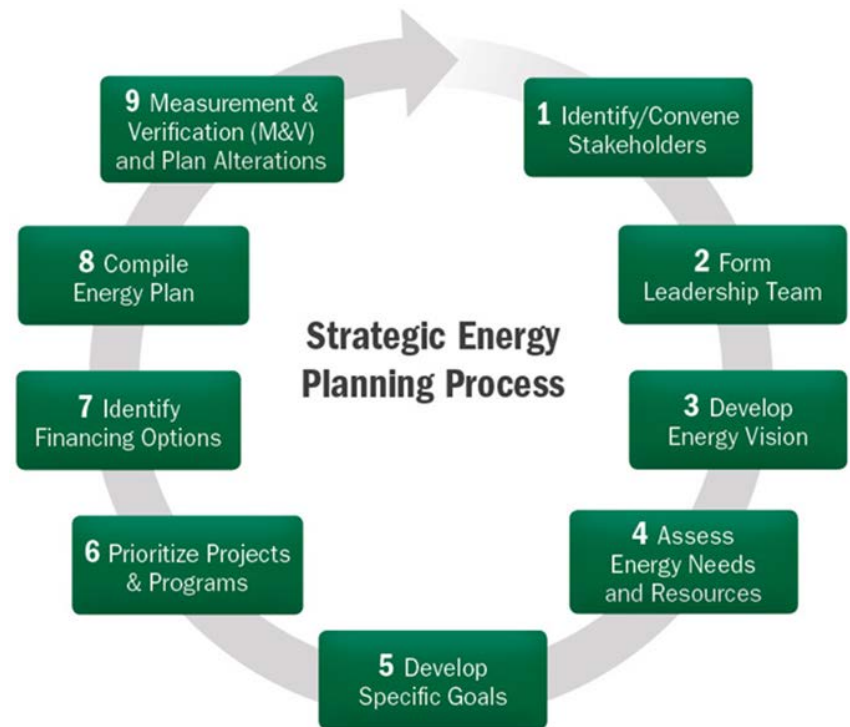 Strategic Energy
Planning Process
1 Identify/Convene
Stakeholders
2 Form
Leadership Team
3 Develop
Energy Vision
4 Assess
Energy Needs
and Resources
5 Develop
Specific Goals
6 Prioritize Projects
& Programs
7 Identify
Financing Options
8 Compile
Energy Plan
9 Measurement &
Verification (M&V)
and Plan Alterations